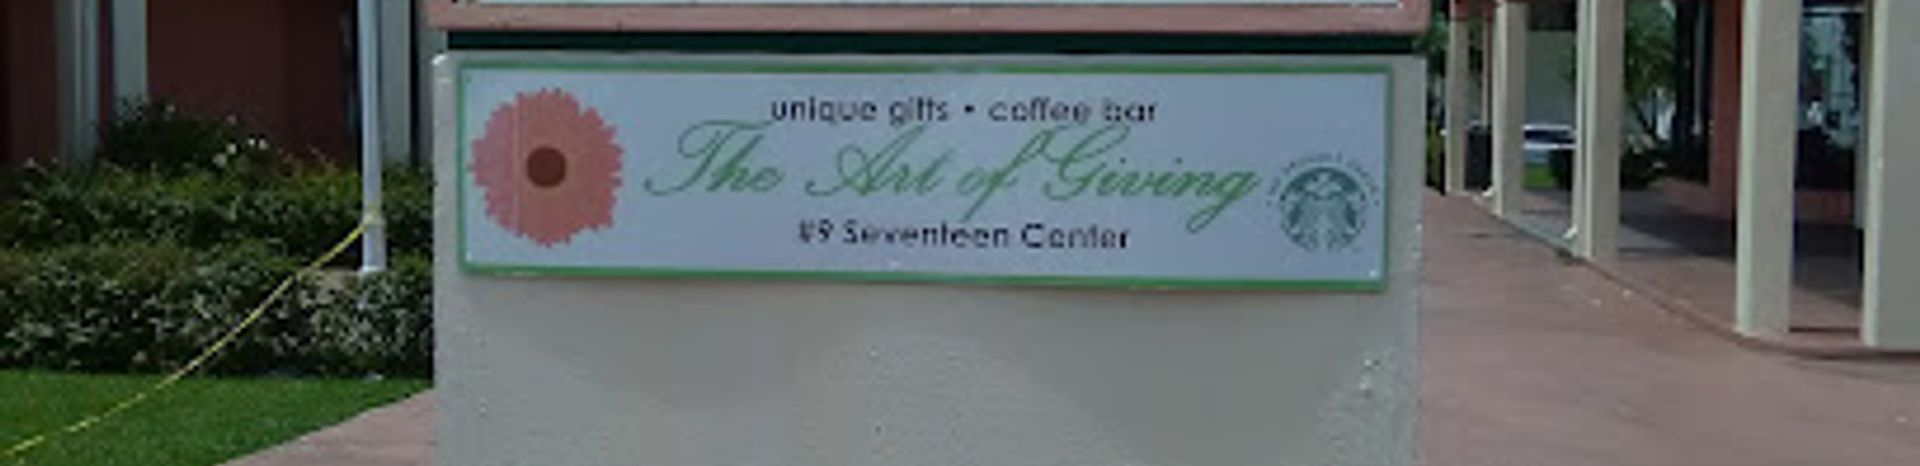 unique gifts • coffee bar
The Art of Giving
#9 Seventeen Center